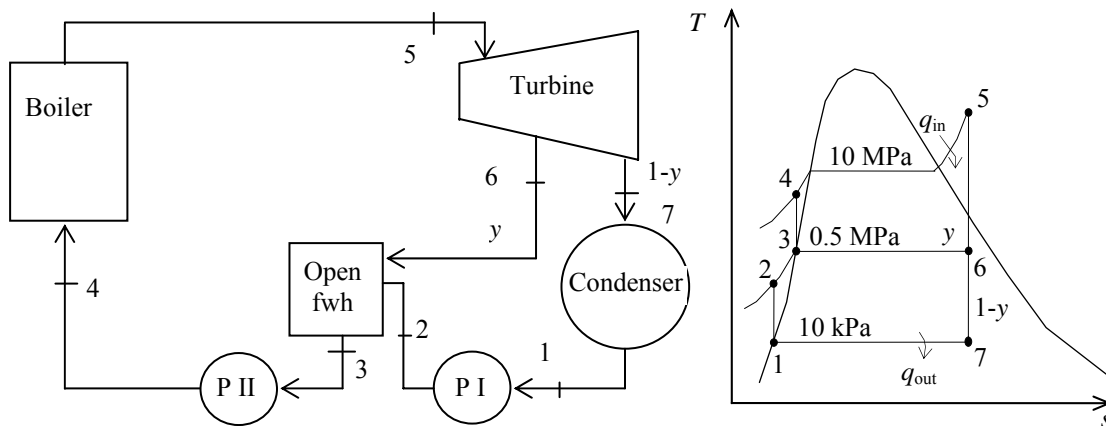 5
Turbine
Boiler
6
1-y
7
y
Open
fwh
Condenser
4
2
3
1
P II
P I
T
5
q_in
10 MPa
4
3
0.5 MPa
y
6
2
1-y
10 kPa
1
7
q_out
s